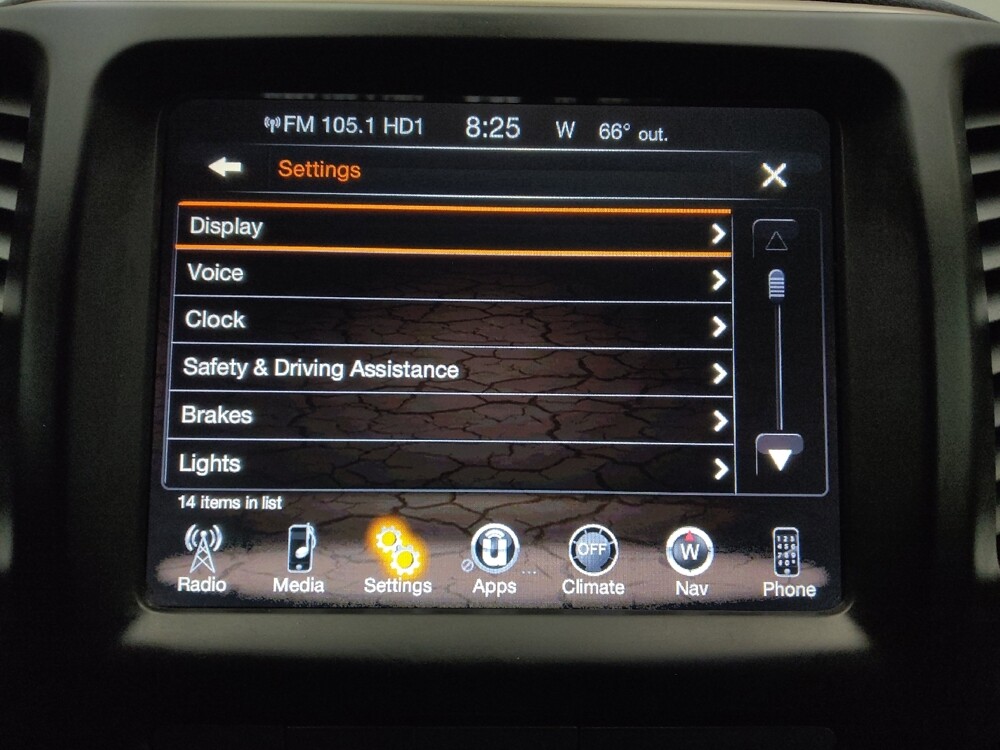 FM 105.1 HD1 8:25 W 66° out.
Settings
Display
Voice
Clock
Safety & Driving Assistance
Brakes
Lights
14 items in list
OFF W
Radio Media Settings Apps Climate Nav Phone